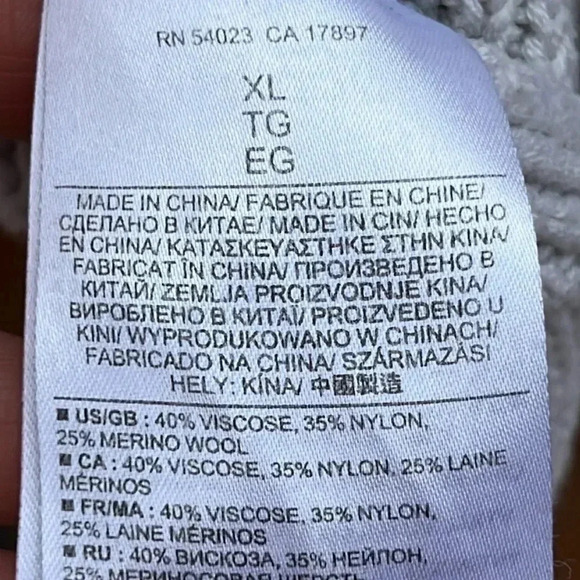 RN 54023 CA 17897
XL
TG
EG
MADE IN CHINA/ FABRIQUE EN CHINE/
СДЕЛАНО В КИТАЕ/ MADE IN CIN/ HECHO
EN CHINA/ ΚΑΤΑΣΚΕΥΑΣΤΗΚΕ ΣΤΗΝ ΚΙΝΑ/
FABRICAT ÎN CHINA/ ПРОИЗВЕДЕНО В
КИТАЙ/ ZEMLJA PROIZVODNJE KINA/
ВИРОБЛЕНО В КИТАЇ/ PROIZVEDENO U
KINI/ WYPRODUKOWANO W CHINACH/
FABRICADO NA CHINA/ SZÁRMAZÁSI
HELY: KÍNA/ 中國製造
US/GB : 40% VISCOSE, 35% NYLON,
25% MERINO WOOL
CA : 40% VISCOSE, 35% NYLON, 25% LAINE
MÉRINOS
FR/MA : 40% VISCOSE, 35% NYLON,
25% LAINE MÉRINOS
RU : 40% ВИСКОЗА, 35% НЕЙЛОН,
25% МЕРИНОСОВАЯ ШЕРСТЬ